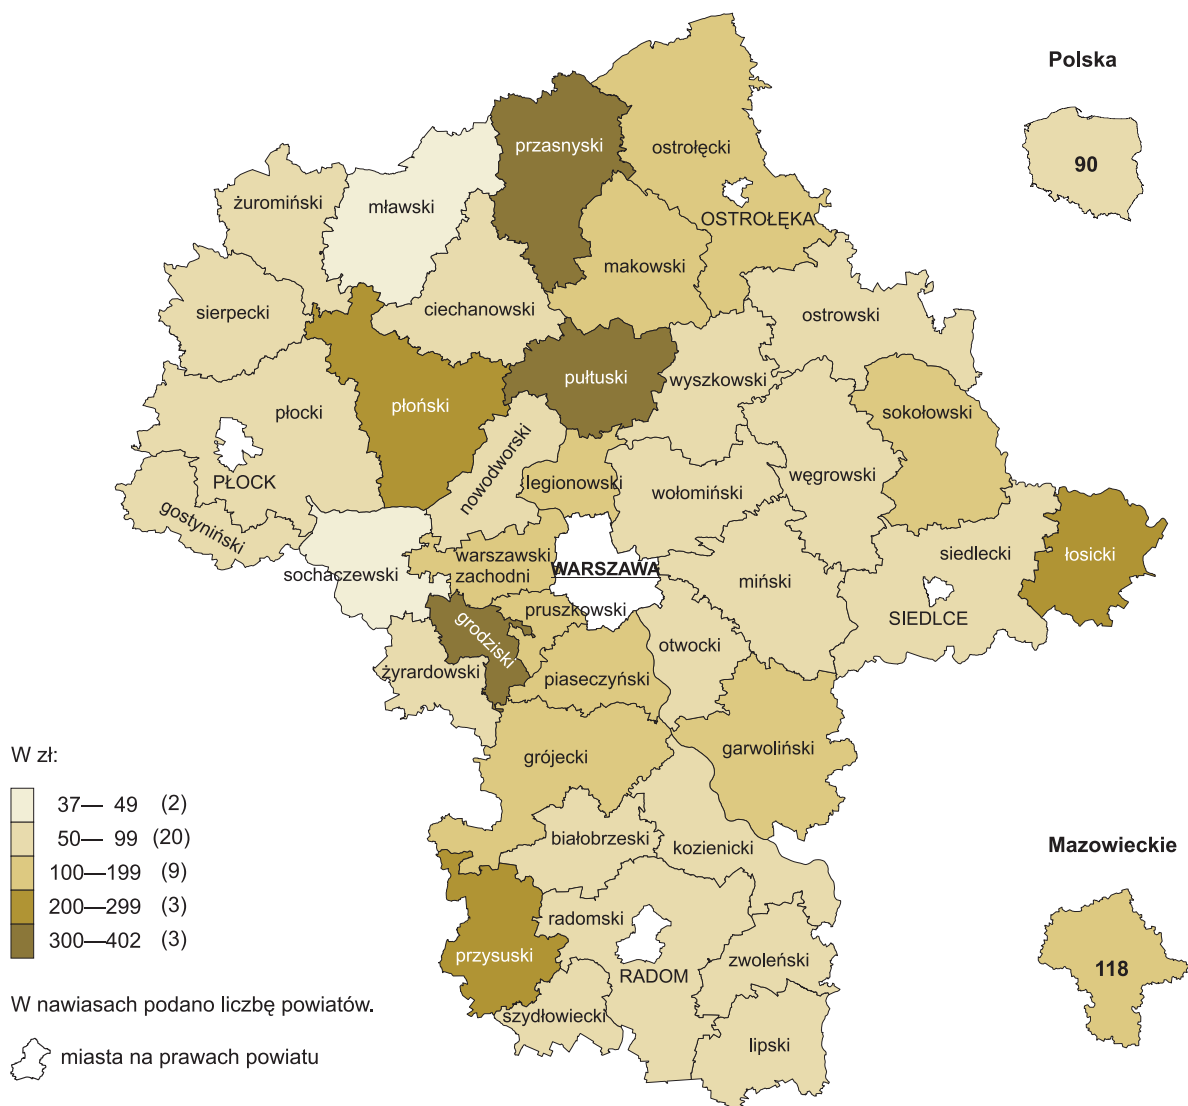 Polska
90
przasnyski
ostrołęcki
żuromiński
mławski
OSTROŁĘKA
makowski
sierpecki
ciechanowski
ostrowski
pułtuski
wyszkowski
płocki
płoński
sokołowski
nowodworski
legionowski
wołomiński
węgrowski
PŁOCK
gostyniński
sochaczewski
warszawski
zachodni
WARSZAWA
miński
siedlecki
łosicki
SIEDLCE
pruszkowski
grodziski
otwocki
żyrardowski
piaseczyński
grójecki
garwoliński
białobrzeski
kozienicki
radomski
przysuski
RADOM
zwoleński
szydłowiecki
lipski
W zł:
37— 49 (2)
50— 99 (20)
100—199 (9)
200—299 (3)
300—402 (3)
W nawiasach podano liczbę powiatów.
miasta na prawach powiatu
Mazowieckie
118